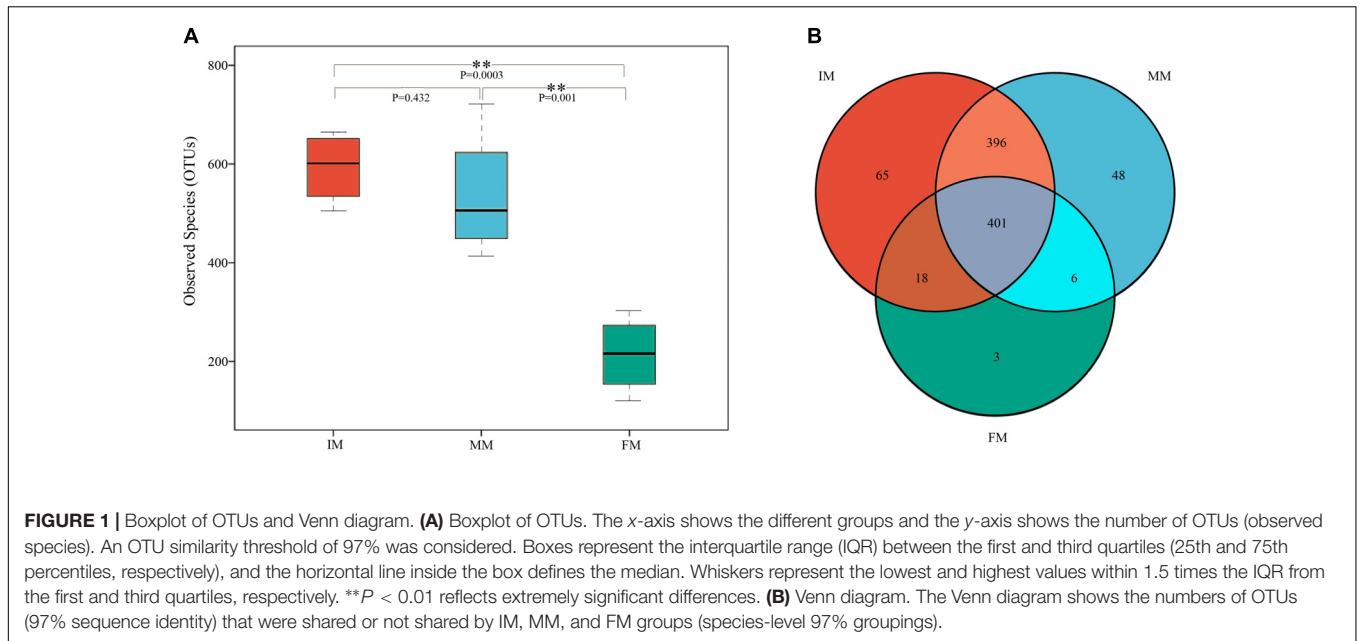 A
B
800
600
400
200
Observed Species (OTUs)
**
P=0.0003
**
P=0.432
P=0.001
IM
MM
FM
IM
MM
396
65
48
401
18
6
3
FM
FIGURE 1 | Boxplot of OTUs and Venn diagram. (A) Boxplot of OTUs. The x-axis shows the different groups and the y-axis shows the number of OTUs (observed
species). An OTU similarity threshold of 97% was considered. Boxes represent the interquartile range (IQR) between the first and third quartiles (25th and 75th
percentiles, respectively), and the horizontal line inside the box defines the median. Whiskers represent the lowest and highest values within 1.5 times the IQR from
the first and third quartiles, respectively. **P < 0.01 reflects extremely significant differences. (B) Venn diagram. The Venn diagram shows the numbers of OTUs
(97% sequence identity) that were shared or not shared by IM, MM, and FM groups (species-level 97% groupings).